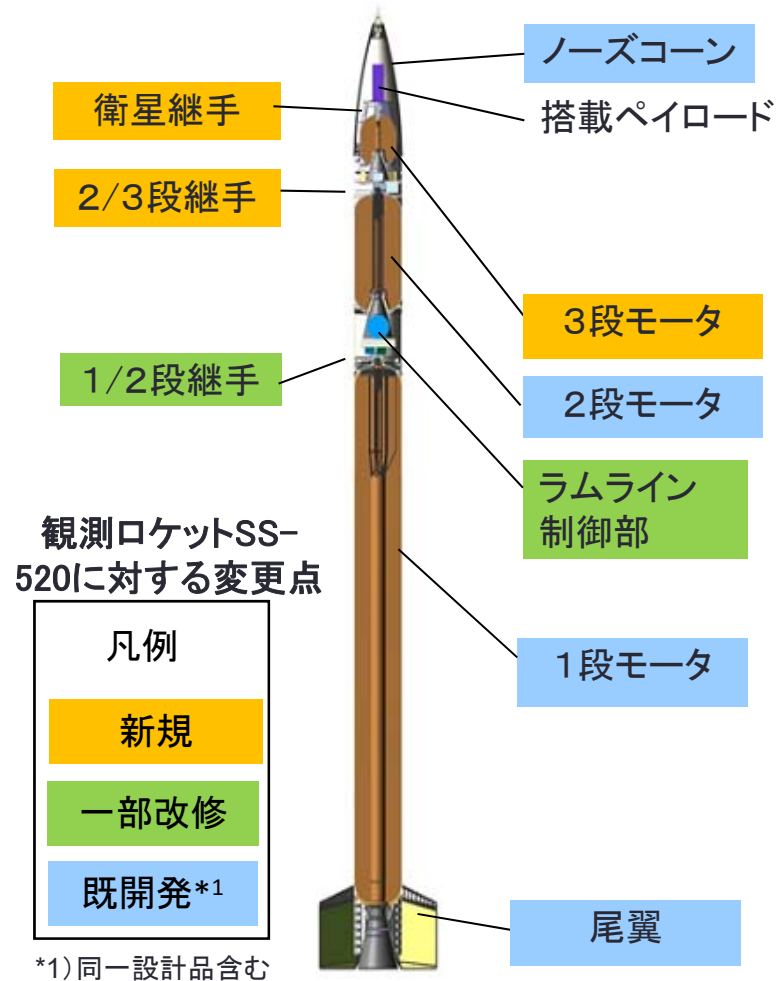 ノーズコーン
搭載ペイロード
衛星継手
２/３段継手
３段モータ
１/２段継手
２段モータ
ラムライン
制御部
観測ロケットSS-
520に対する変更点
１段モータ
凡例
新規
一部改修
既開発*1
尾翼
*1)同一設計品含む